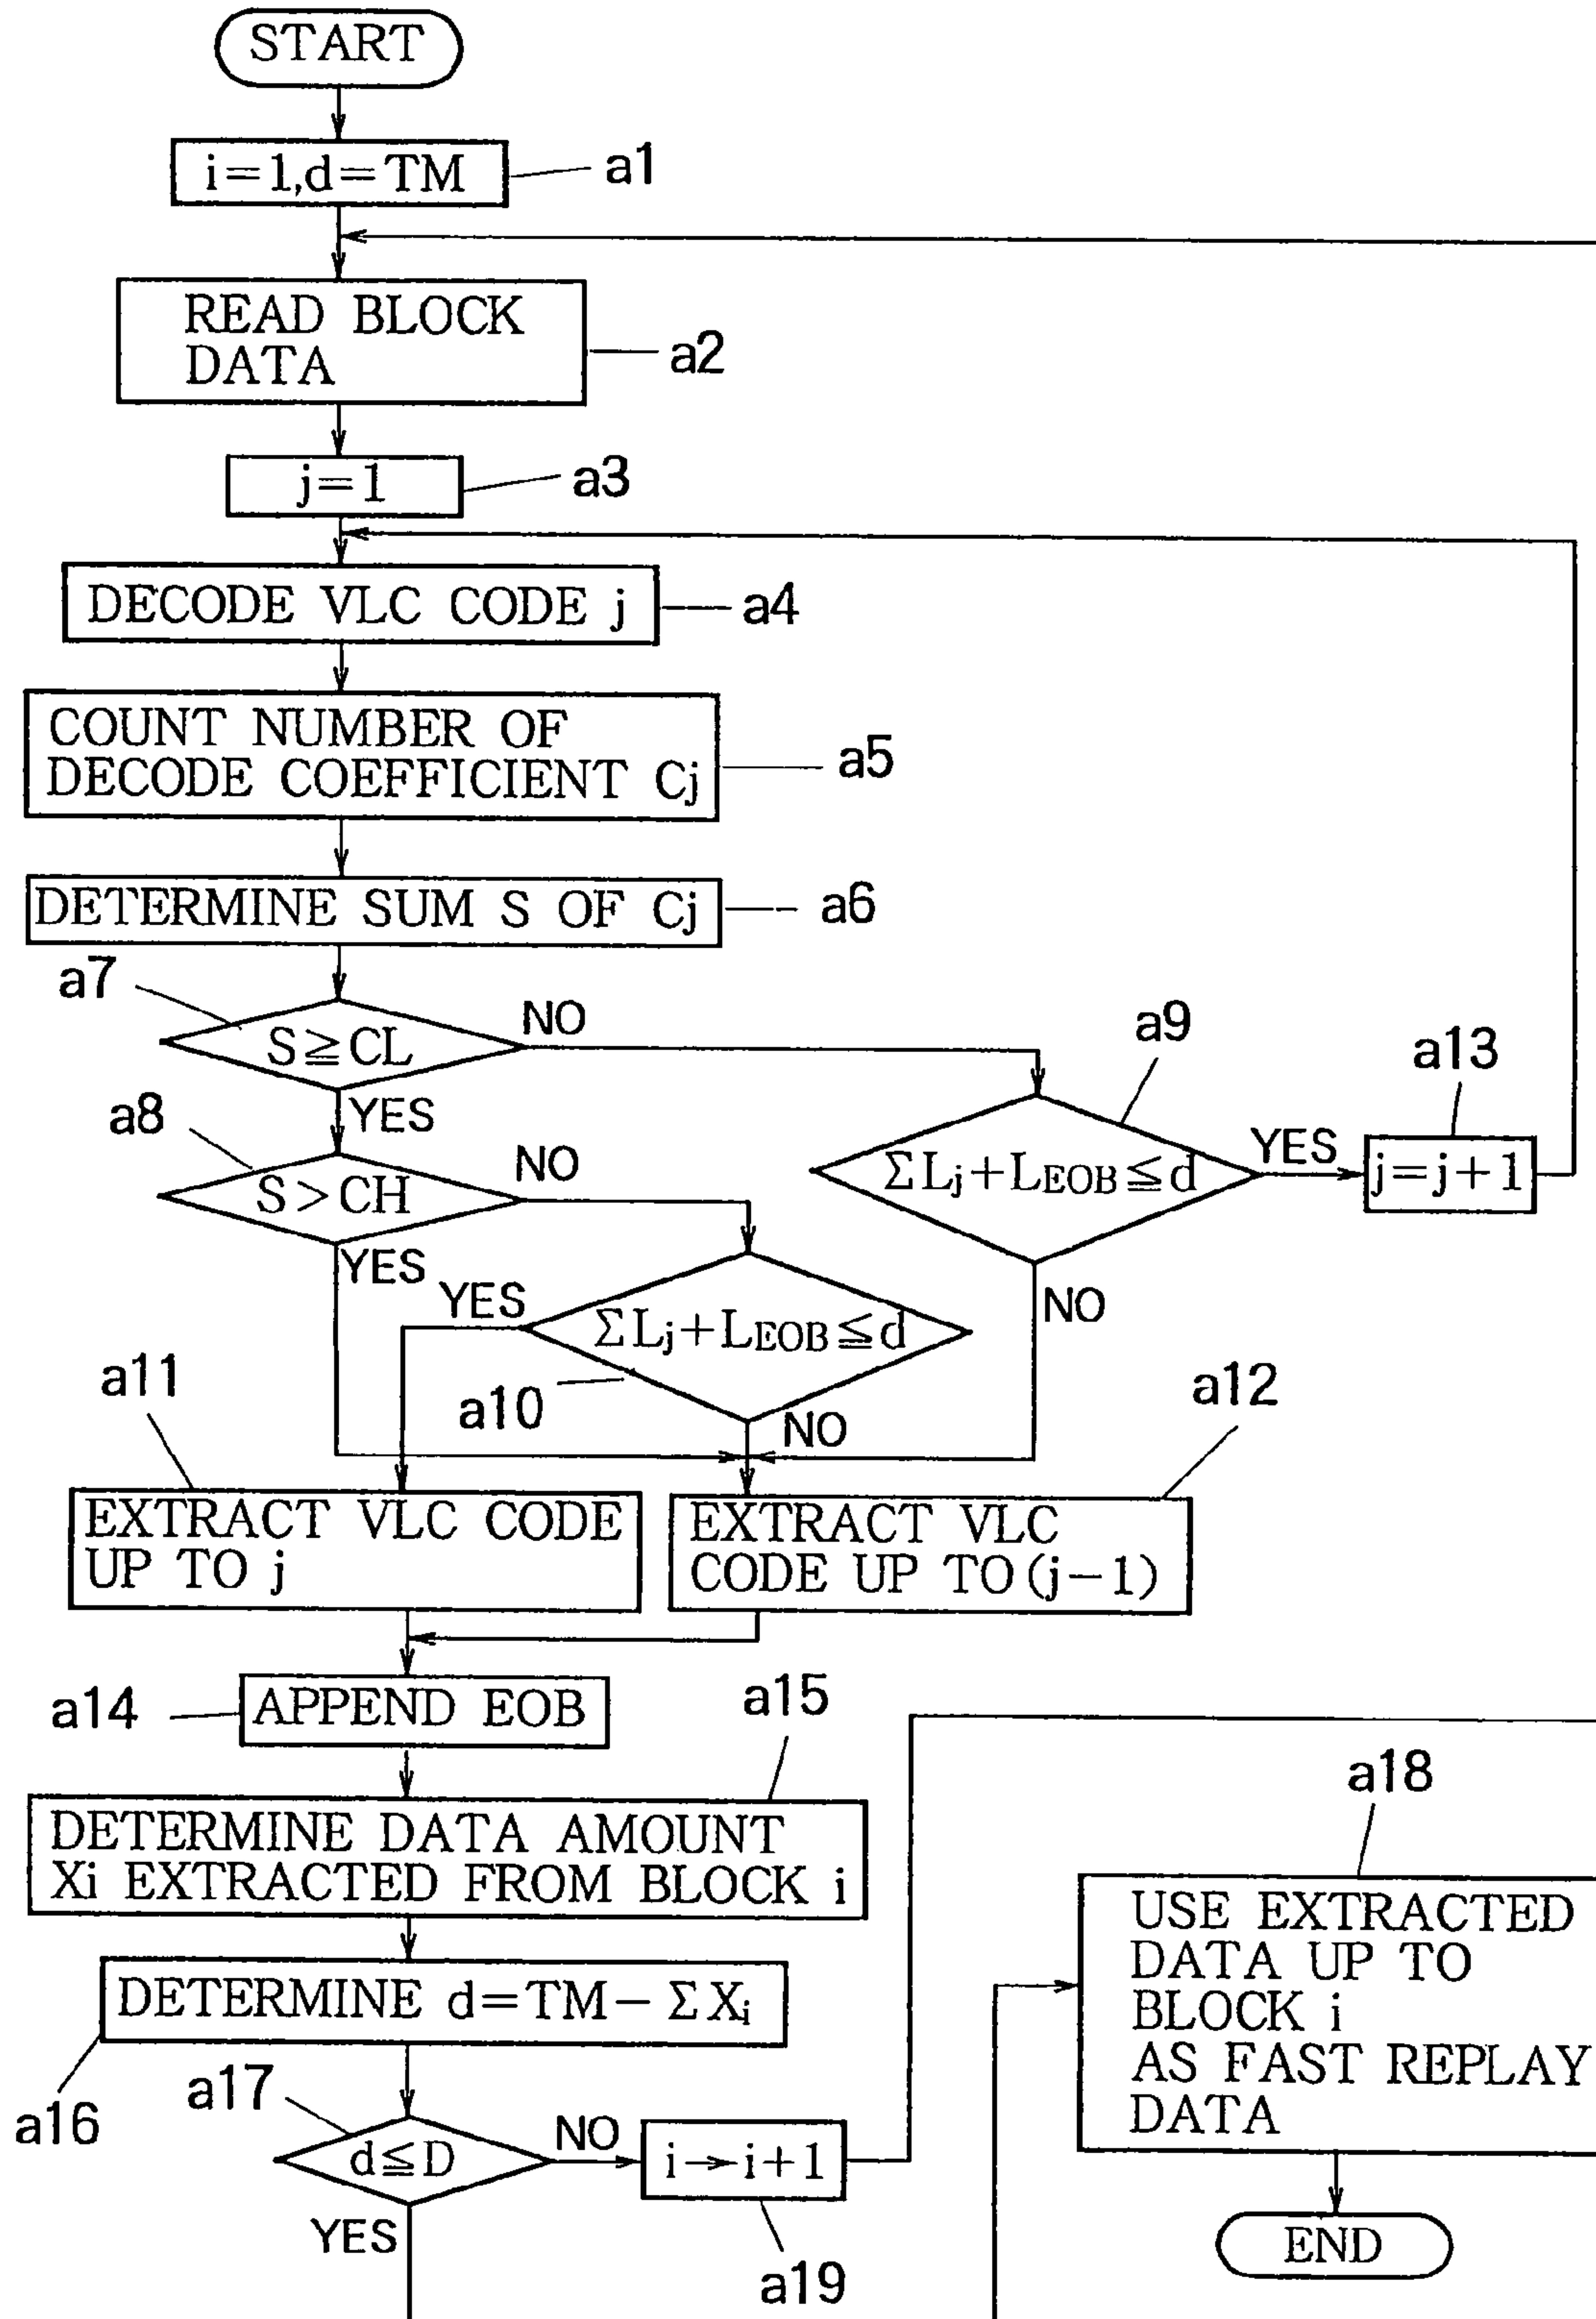 START
i=1,d=TM
a1
READ BLOCK
DATA
a2
j=1
a3
DECODE VLC CODE j
a4
COUNT NUMBER OF
DECODE COEFFICIENT Cj
a5
DETERMINE SUM S OF Cj
a6
a7
S≧CL
NO
YES
a9
ΣLj+LEOB≦d
YES
NO
a13
j=j+1
a8
S>CH
NO
YES
ΣLj+LEOB≦d
YES
NO
a10
a11
EXTRACT VLC CODE
UP TO j
a12
EXTRACT VLC
CODE UP TO(j-1)
a14
APPEND EOB
a15
DETERMINE DATA AMOUNT
Xi EXTRACTED FROM BLOCK i
DETERMINE d=TM-ΣXi
a16
a17
d≦D
NO
YES
i→i+1
a19
a18
USE EXTRACTED
DATA UP TO
BLOCK i
AS FAST REPLAY
DATA
END